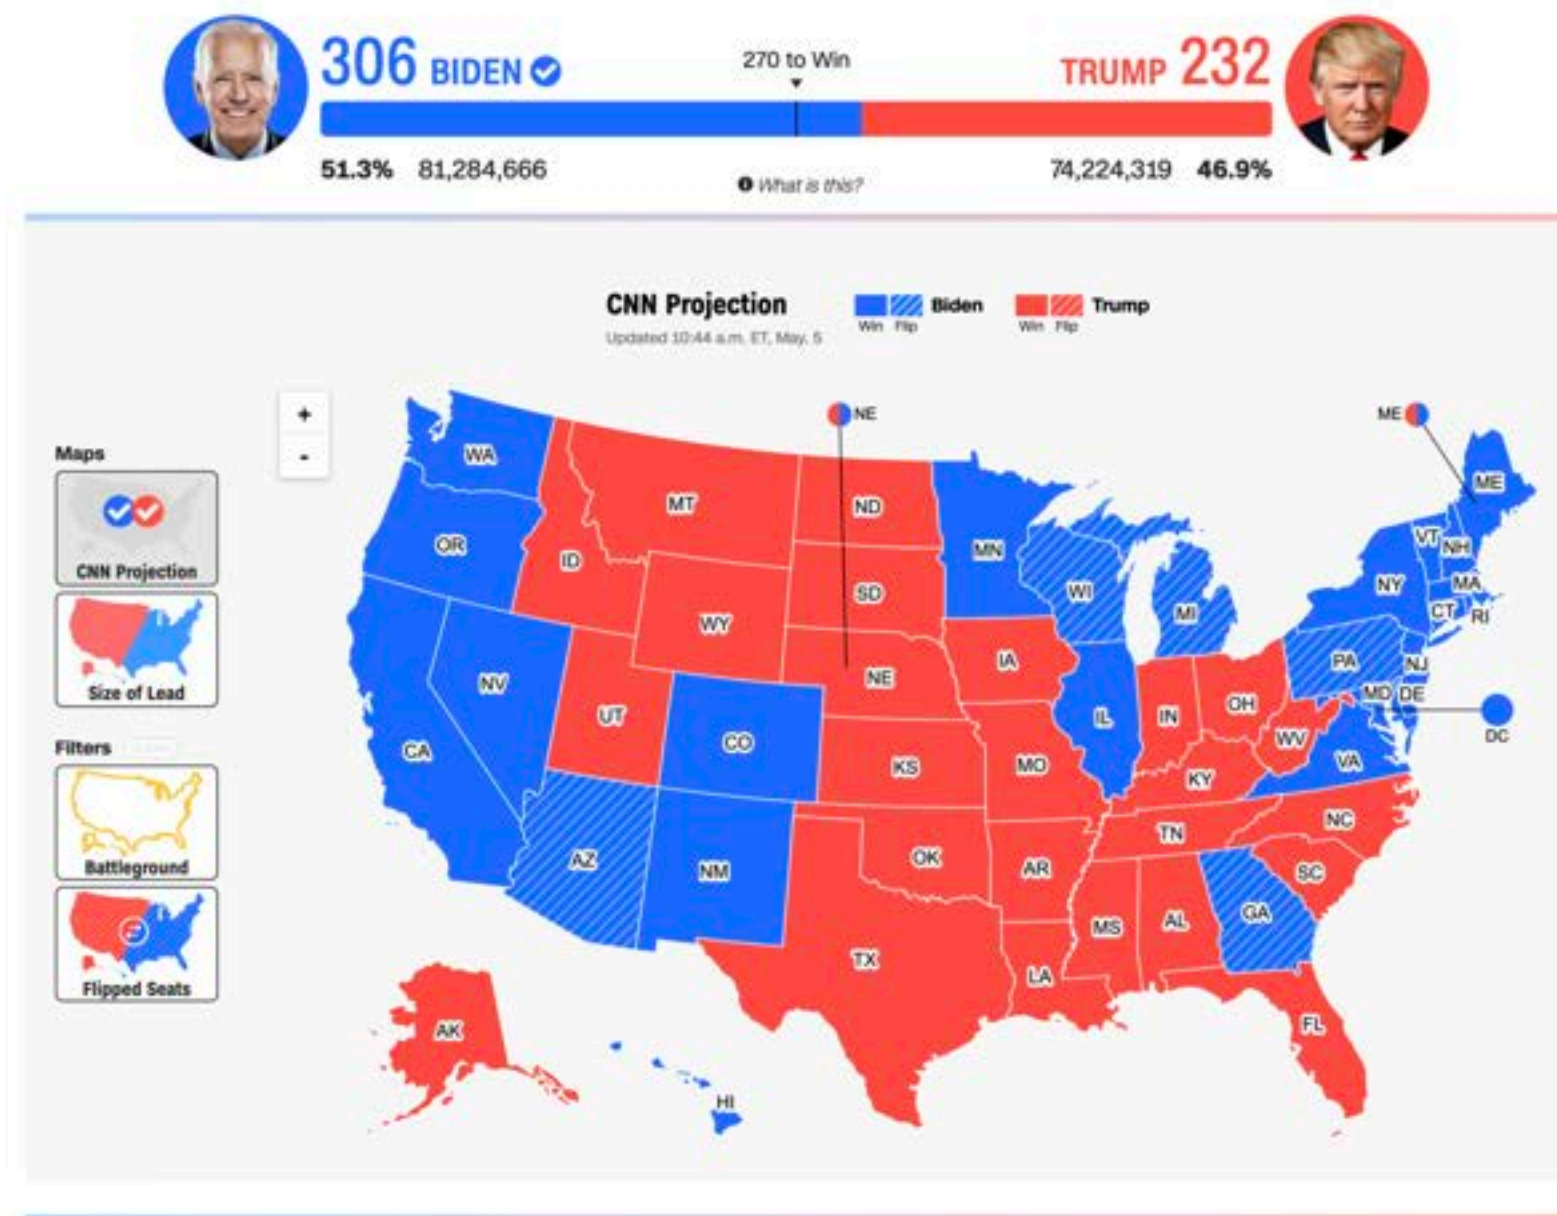 306 BIDEN
270 to Win
TRUMP 232
51.3% 81,284,666
What is this?
74,224,319 46.9%
CNN Projection
Updated 10:44 a.m. ET, May. 5
Biden
Win Flip
Trump
Win Flip
+
-
Maps
CNN Projection
Size of Lead
Filters
Battleground
Flipped Seats
NE
ME
WA
MT
ND
ME
OR
ID
MN
VT
NH
SD
WI
MI
NY
MA
WY
CT
RI
NV
NE
IA
PA
NJ
UT
IL
IN
OH
MD
DE
CA
CO
WV
DC
KS
MO
KY
VA
AZ
NM
OK
AR
TN
NC
SC
MS
AL
GA
TX
LA
AK
FL
HI